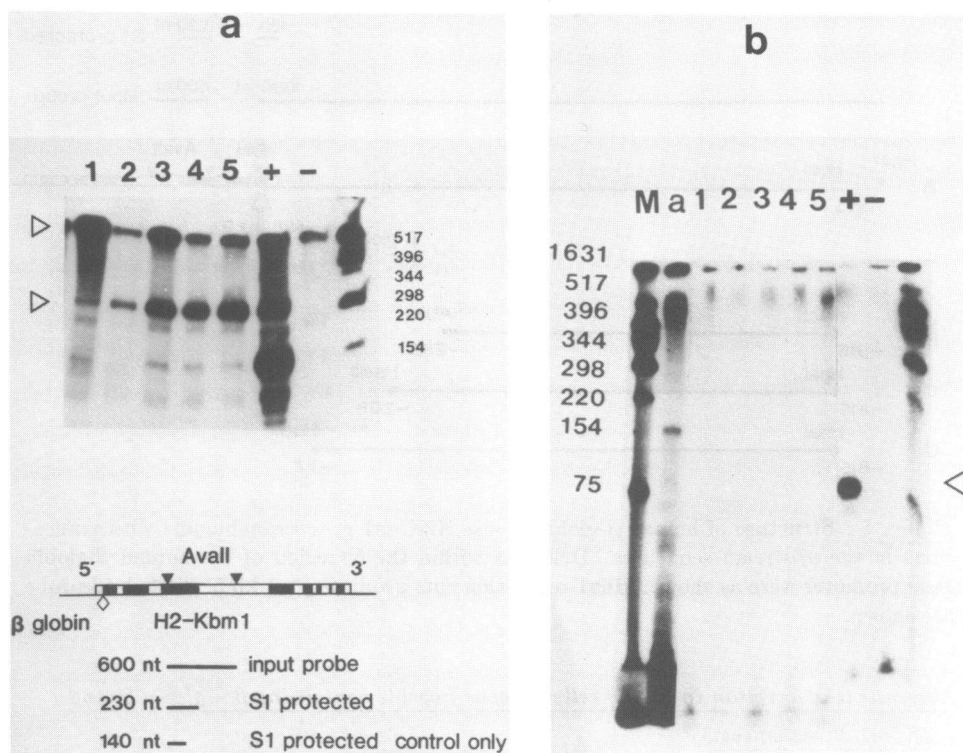 a
1 2 3 4 5 + −
517
396
344
298
220
154
AvaII
5´ 3´
β globin H2–Kbm1
600 nt input probe
230 nt S1 protected
140 nt S1 protected control only
b
M a 1 2 3 4 5 + −
1631
517
396
344
298
220
154
75